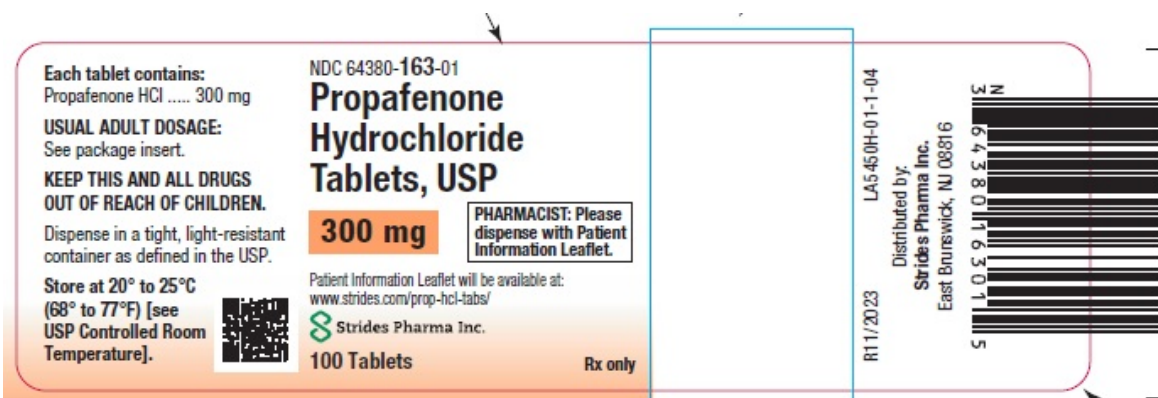 Each tablet contains:
Propafenone HCl ..... 300 mg
USUAL ADULT DOSAGE:
See package insert.
KEEP THIS AND ALL DRUGS
OUT OF REACH OF CHILDREN.
Dispense in a tight, light-resistant
container as defined in the USP.
Store at 20° to 25°C
(68° to 77°F) [see
USP Controlled Room
Temperature].
NDC 64380-163-01
Propafenone
Hydrochloride
Tablets, USP
300 mg
PHARMACIST: Please
dispense with Patient
Information Leaflet.
Patient Information Leaflet will be available at:
www.strides.com/prop-hcl-tabs/
Strides Pharma Inc.
100 Tablets
Rx only
R11/2023
LA5450H-01-1-04
Distributed by:
Strides Pharma Inc.
East Brunswick, NJ 08816
N
3 64380 16301 5